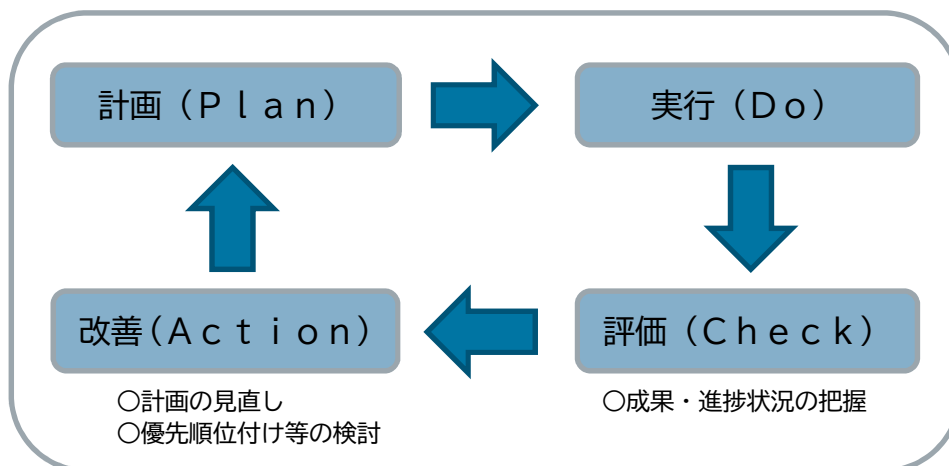 計画（Ｐｌａｎ）
実行（Ｄｏ）
改善（Ａｃｔｉｏｎ）
評価（Ｃｈｅｃｋ）
○計画の見直し
○優先順位付け等の検討
○成果・進捗状況の把握